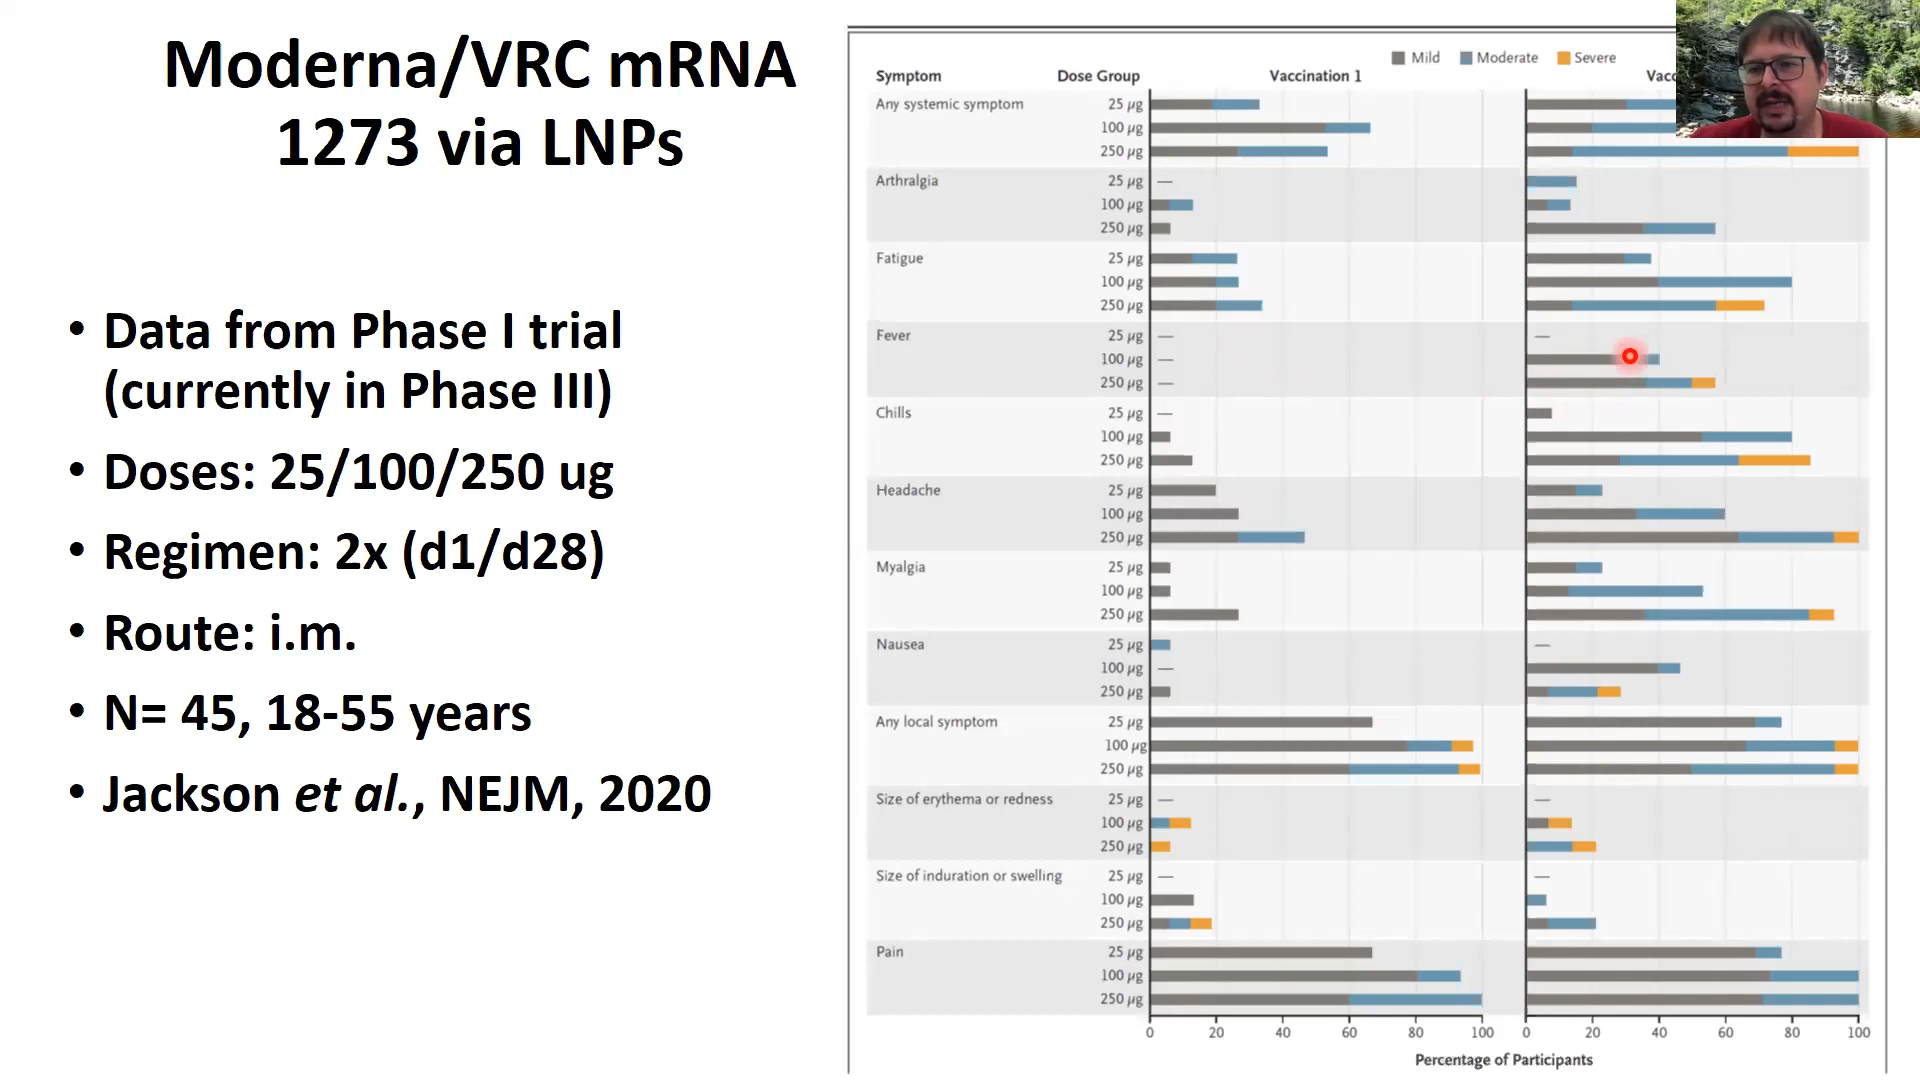 Moderna/VRC mRNA
1273 via LNPs
• Data from Phase I trial
(currently in Phase III)
• Doses: 25/100/250 ug
• Regimen: 2x (d1/d28)
• Route: i.m.
• N= 45, 18-55 years
• Jackson et al., NEJM, 2020
Mild Moderate Severe
Symptom Dose Group Vaccination 1
Any systemic symptom 25 µg
100 µg
250 µg
Arthralgia 25 µg
100 µg
250 µg
Fatigue 25 µg
100 µg
250 µg
Fever 25 µg
100 µg
250 µg
Chills 25 µg
100 µg
250 µg
Headache 25 µg
100 µg
250 µg
Myalgia 25 µg
100 µg
250 µg
Nausea 25 µg
100 µg
250 µg
Any local symptom 25 µg
100 µg
250 µg
Size of erythema or redness 25 µg
100 µg
250 µg
Size of induration or swelling 25 µg
100 µg
250 µg
Pain 25 µg
100 µg
250 µg
0 20 40 60 80 100 0 20 40 60 80 100
Percentage of Participants